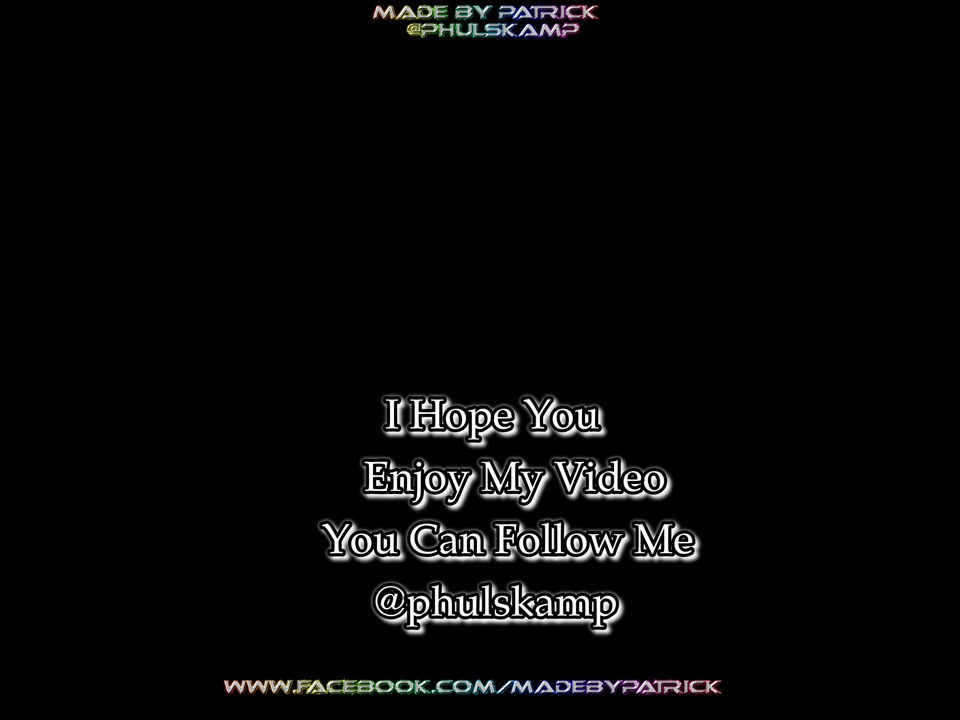 MADE BY PATRICK
@PHULSKAMP
I Hope You
Enjoy My Video
You Can Follow Me
@phulskamp
WWW.FACEBOOK.COM/MADEBYPATRICK